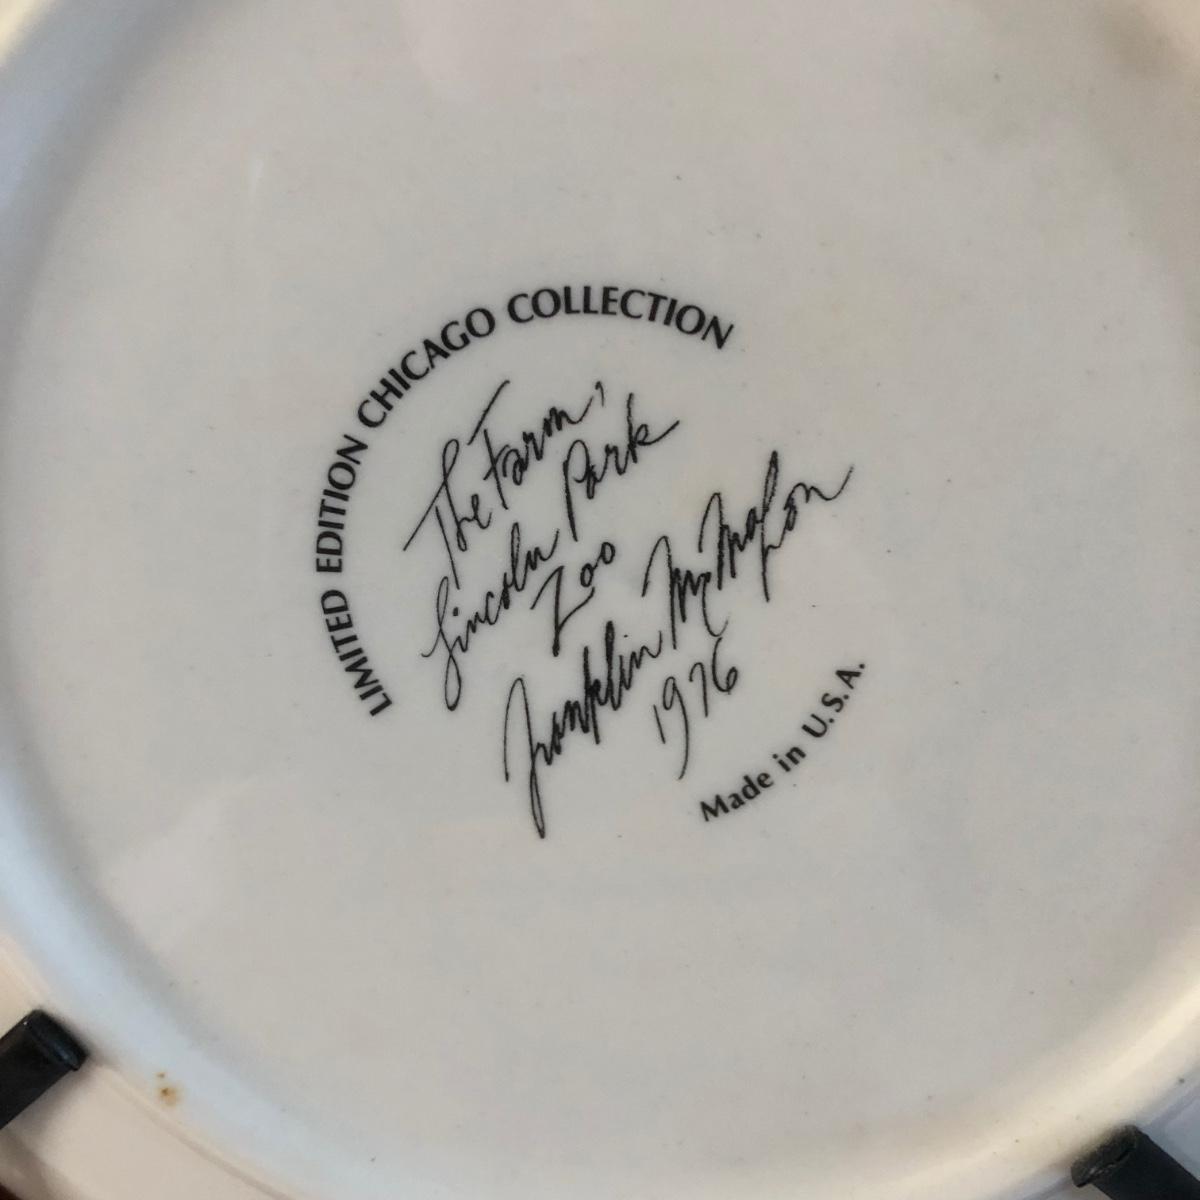 LIMITED EDITION CHICAGO COLLECTION
The Farm,
Lincoln Park
Zoo
Franklin McMahon
1976
Made in U.S.A.